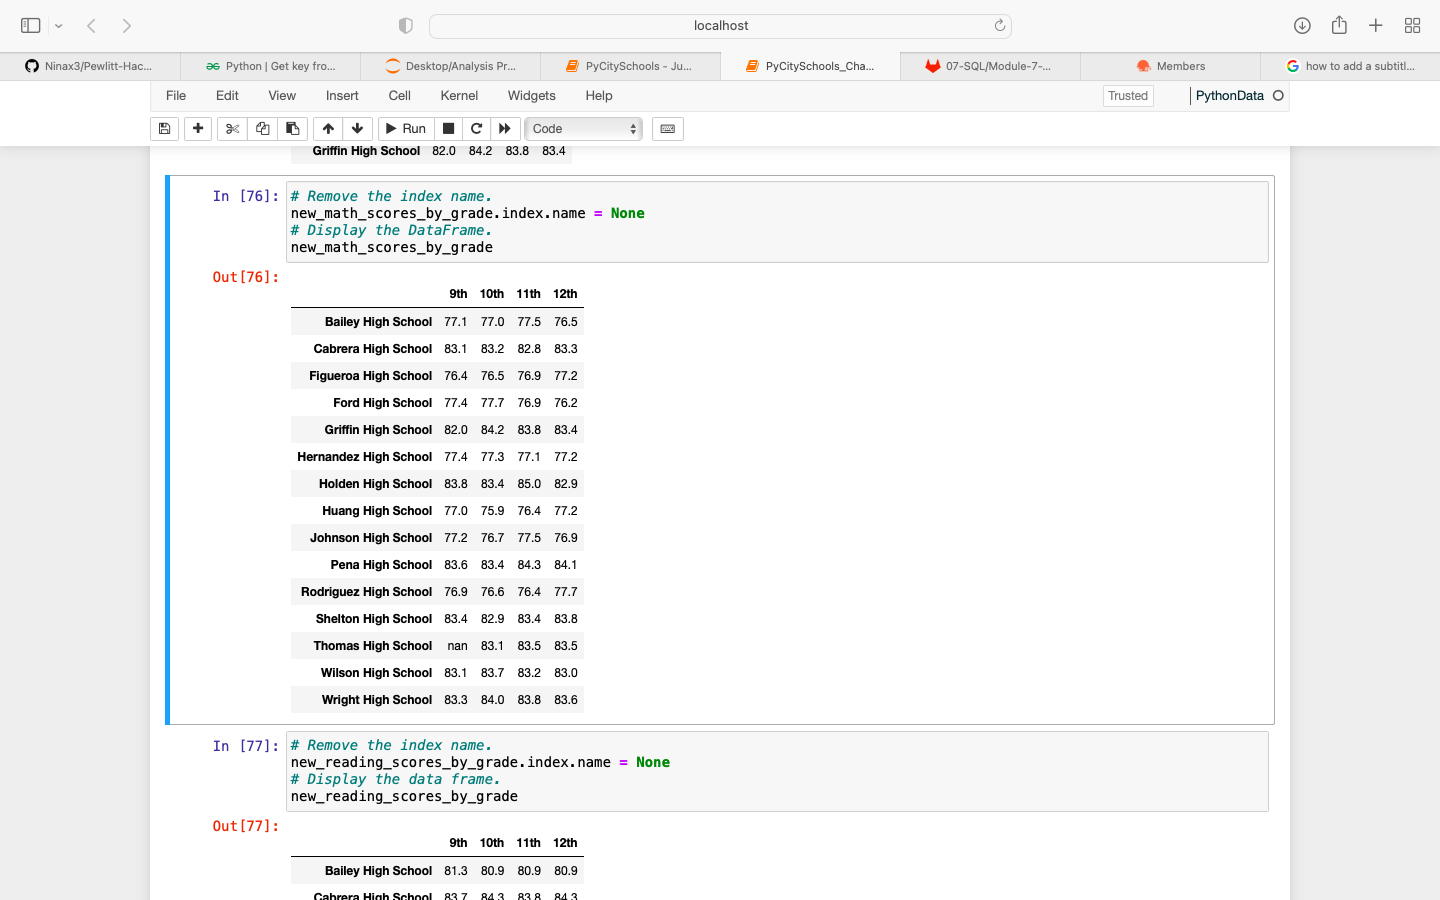 localhost
Ninax3/Pewlitt-Hac...
Python | Get key fro...
Desktop/Analysis Pr...
PyCitySchools - Ju...
PyCitySchools_Cha...
07-SQL/Module-7-...
Members
how to add a subtitl...
File Edit View Insert Cell Kernel Widgets Help
Trusted
PythonData
Run
Code
Griffin High School 82.0 84.2 83.8 83.4
In [76]:
# Remove the index name.
new_math_scores_by_grade.index.name = None
# Display the DataFrame.
new_math_scores_by_grade
Out[76]:
9th 10th 11th 12th
Bailey High School 77.1 77.0 77.5 76.5
Cabrera High School 83.1 83.2 82.8 83.3
Figueroa High School 76.4 76.5 76.9 77.2
Ford High School 77.4 77.7 76.9 76.2
Griffin High School 82.0 84.2 83.8 83.4
Hernandez High School 77.4 77.3 77.1 77.2
Holden High School 83.8 83.4 85.0 82.9
Huang High School 77.0 75.9 76.4 77.2
Johnson High School 77.2 76.7 77.5 76.9
Pena High School 83.6 83.4 84.3 84.1
Rodriguez High School 76.9 76.6 76.4 77.7
Shelton High School 83.4 82.9 83.4 83.8
Thomas High School nan 83.1 83.5 83.5
Wilson High School 83.1 83.7 83.2 83.0
Wright High School 83.3 84.0 83.8 83.6
In [77]:
# Remove the index name.
new_reading_scores_by_grade.index.name = None
# Display the data frame.
new_reading_scores_by_grade
Out[77]:
9th 10th 11th 12th
Bailey High School 81.3 80.9 80.9 80.9
Cabrera High School 83.7 84.3 83.8 84.3